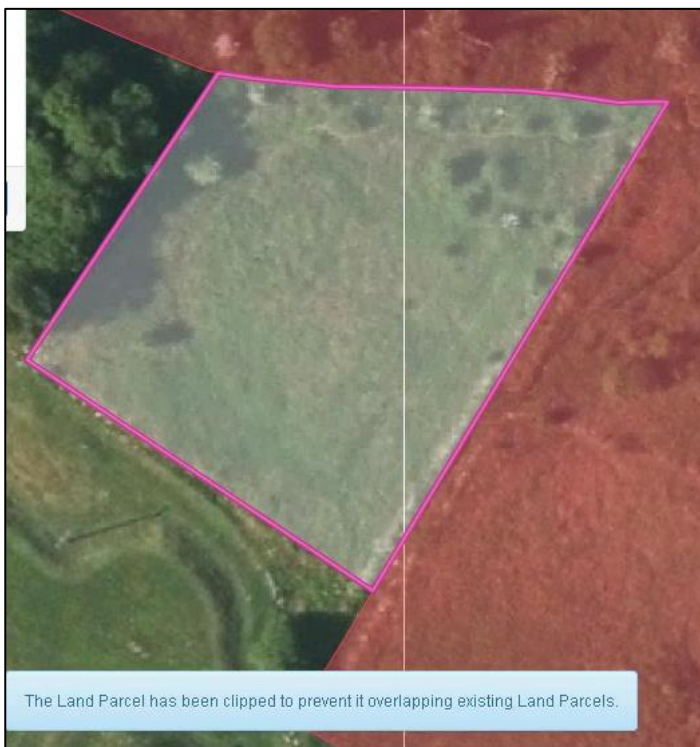 The Land Parcel has been clipped to prevent it overlapping existing Land Parcels.